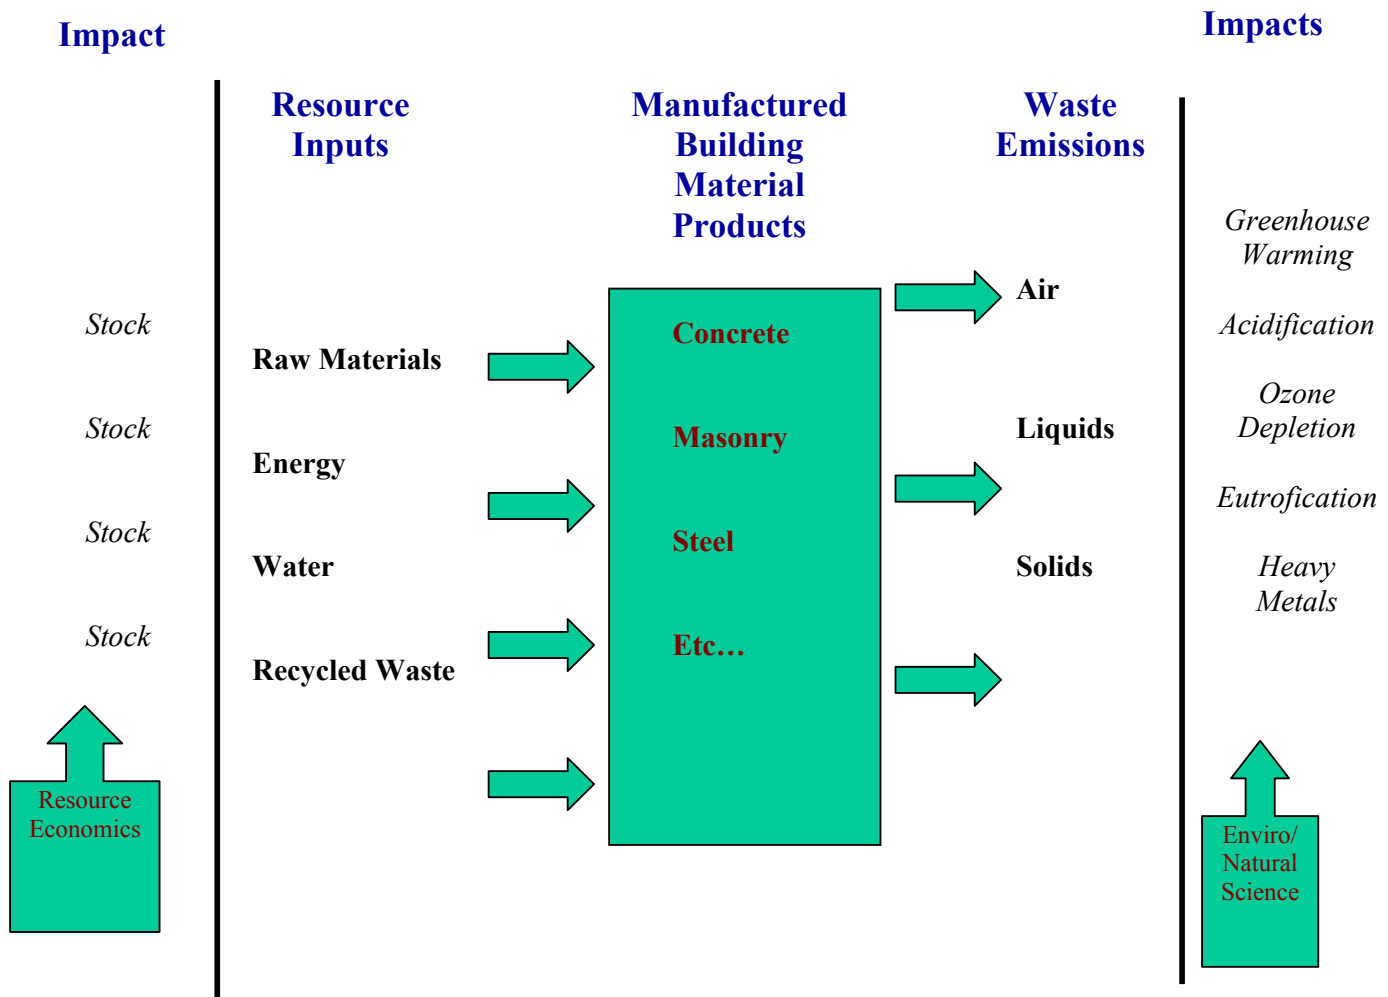 Impact
Impacts
Resource
Inputs
Manufactured
Building
Material
Products
Waste
Emissions
Stock
Stock
Stock
Stock
Raw Materials
Energy
Water
Recycled Waste
Concrete
Masonry
Steel
Etc…
Air
Liquids
Solids
Greenhouse
Warming
Acidification
Ozone
Depletion
Eutrofication
Heavy
Metals
Resource
Economics
Enviro/
Natural
Science